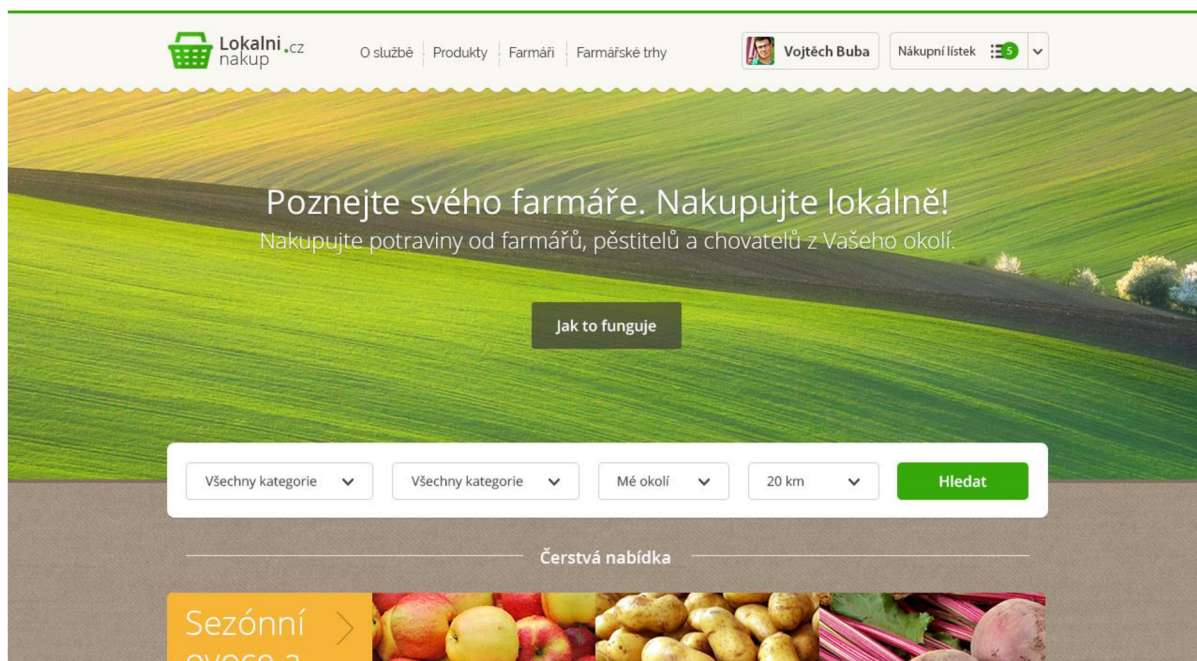 Lokalni.cz
nakup
O službě
Produkty
Farmáři
Farmářské trhy
Vojtěch Buba
Nákupní lístek
5
Poznejte svého farmáře. Nakupujte lokálně!
Nakupujte potraviny od farmářů, pěstitelů a chovatelů z Vašeho okolí.
Jak to funguje
Všechny kategorie
Všechny kategorie
Mé okolí
20 km
Hledat
Čerstvá nabídka
Sezónní
ovoce a